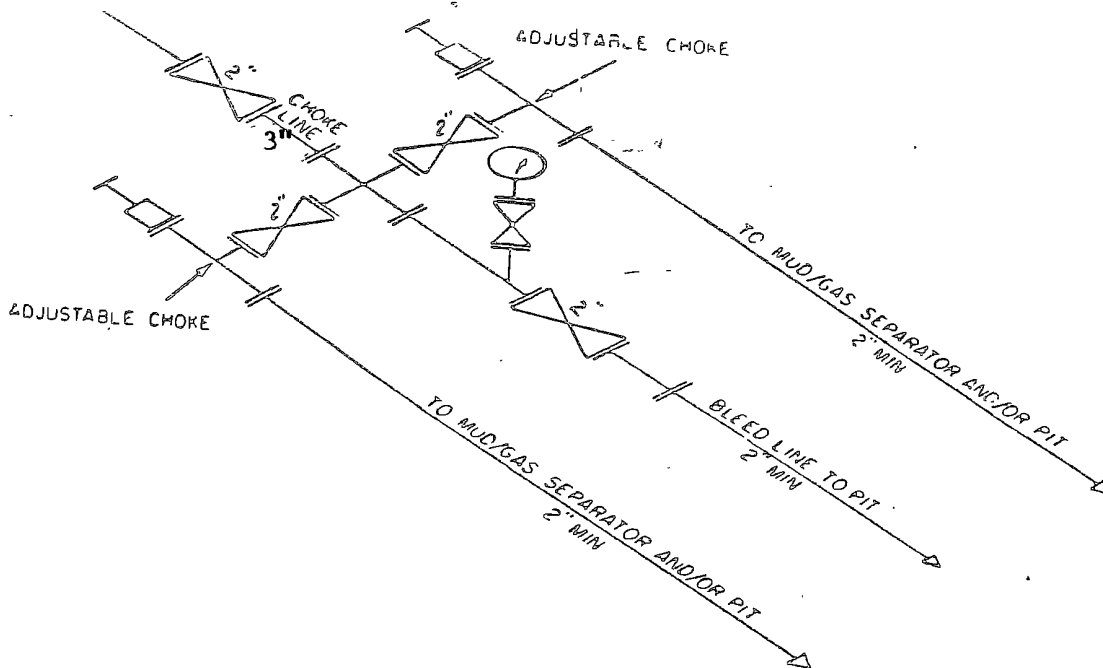 ADJUSTABLE CHOKE
2"
CHOKE
LINE
3"
2"
2"
ADJUSTABLE CHOKE
2"
TO MUD/GAS SEPARATOR AND/OR PIT
2" MIN
BLEED LINE TO PIT
2" MIN
TO MUD/GAS SEPARATOR AND/OR PIT
2" MIN